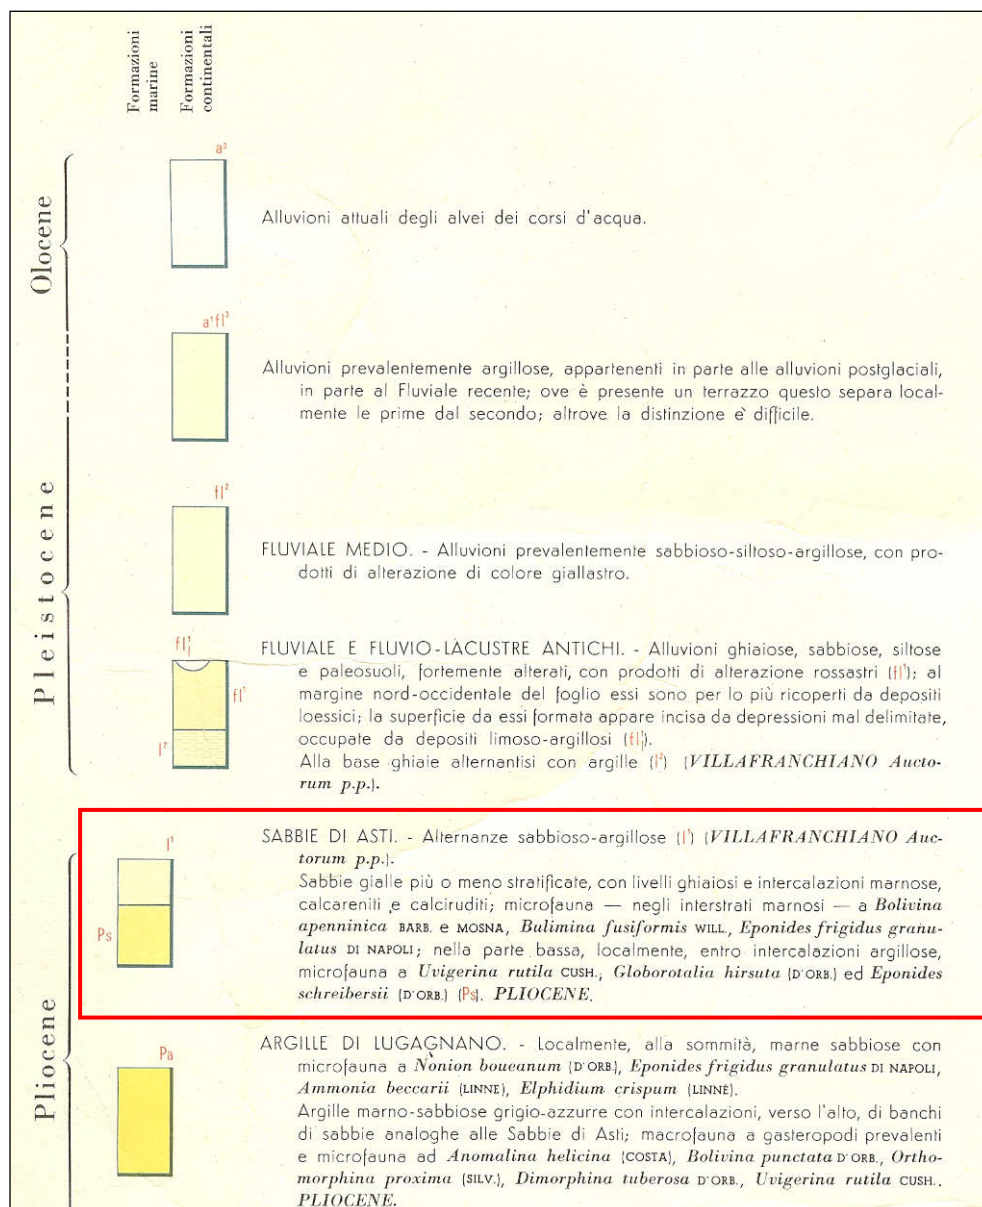 Formazioni
marine
Formazioni
continentali
Olocene
a²
Alluvioni attuali degli alvei dei corsi d'acqua.
a¹fl³
Alluvioni prevalentemente argillose, appartenenti in parte alle alluvioni postglaciali,
in parte al Fluviale recente; ove è presente un terrazzo questo separa local-
mente le prime dal secondo; altrove la distinzione e` difficile.
Pleistocene
fl²
FLUVIALE MEDIO. - Alluvioni prevalentemente sabbioso-siltoso-argillose, con pro-
dotti di alterazione di colore giallastro.
fl¹₁
fl¹
l²
FLUVIALE E FLUVIO-LACUSTRE ANTICHI. - Alluvioni ghiaiose, sabbiose, siltose
e paleosuoli, fortemente alterati, con prodotti di alterazione rossastri (fl¹); al
margine nord-occidentale del foglio essi sono per lo più ricoperti da depositi
loessici; la superficie da essi formata appare incisa da depressioni mal delimitate,
occupate da depositi limoso-argillosi (fl¹₁).
Alla base ghiaie alternantisi con argille (l²) (VILLAFRANCHIANO Aucto-
rum p.p.).
Pliocene
l¹
Ps
SABBIE DI ASTI. - Alternanze sabbioso-argillose (l¹) (VILLAFRANCHIANO Auc-
torum p.p.).
Sabbie gialle più o meno stratificate, con livelli ghiaiosi e intercalazioni marnose,
calcareniti e calciruditi; microfauna — negli interstrati marnosi — a Bolivina
apenninica BARB. e MOSNA, Bulimina fusiformis WILL., Eponides frigidus granu-
latus DI NAPOLI; nella parte bassa, localmente, entro intercalazioni argillose,
microfauna a Uvigerina rutila CUSH., Globorotalia hirsuta (D'ORB.) ed Eponides
schreibersii (D'ORB.) (Ps). PLIOCENE.
Pa
ARGILLE DI LUGAGNANO. - Localmente, alla sommità, marne sabbiose con
microfauna a Nonion boueanum (D'ORB.), Eponides frigidus granulatus DI NAPOLI,
Ammonia beccarii (LINNE), Elphidium crispum (LINNÉ).
Argille marno-sabbiose grigio-azzurre con intercalazioni, verso l'alto, di banchi
di sabbie analoghe alle Sabbie di Asti; macrofauna a gasteropodi prevalenti
e microfauna ad Anomalina helicina (COSTA), Bolivina punctata D'ORB., Ortho-
morphina proxima (SILV.), Dimorphina tuberosa D'ORB., Uvigerina rutila CUSH..
PLIOCENE.